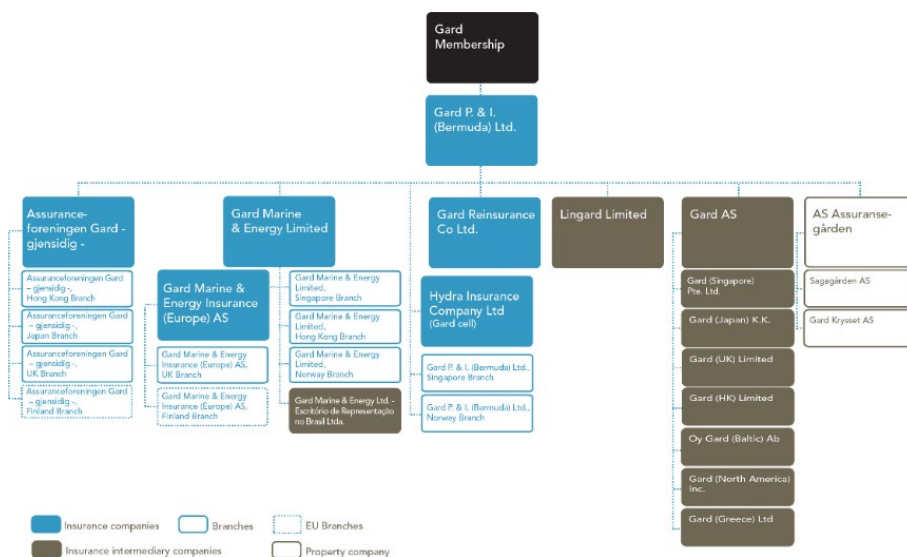 Gard
Membership
Gard P. & I.
(Bermuda) Ltd.
Assurance-
foreningen Gard -
gjensidig -
Gard Marine
& Energy Limited
Gard Reinsurance
Co Ltd.
Lingard Limited
Gard AS
AS Assuranse-
gården
Assuranceforeningen Gard
– gjensidig -,
Hong Kong Branch
Assuranceforeningen Gard
– gjensidig -,
Japan Branch
Assuranceforeningen Gard
– gjensidig -,
UK Branch
Assuranceforeningen Gard
– gjensidig -,
Finland Branch
Gard Marine &
Energy Insurance
(Europe) AS
Gard Marine & Energy
Insurance (Europe) AS,
UK Branch
Gard Marine & Energy
Insurance (Europe) AS,
Finland Branch
Gard Marine & Energy
Limited,
Singapore Branch
Gard Marine & Energy
Limited,
Hong Kong Branch
Gard Marine & Energy
Limited,
Norway Branch
Gard Marine & Energy Ltd. -
Escritório de Representação
no Brasil Ltda.
Hydra Insurance
Company Ltd
(Gard cell)
Gard P. & I. (Bermuda) Ltd.,
Singapore Branch
Gard P. & I. (Bermuda) Ltd.,
Norway Branch
Gard (Singapore)
Pte. Ltd.
Gard (Japan) K.K.
Gard (UK) Limited
Gard (HK) Limited
Oy Gard (Baltic) Ab
Gard (North America)
Inc.
Gard (Greece) Ltd
Sagagården AS
Gard Krysset AS
Insurance companies
Branches
EU Branches
Insurance intermediary companies
Property company